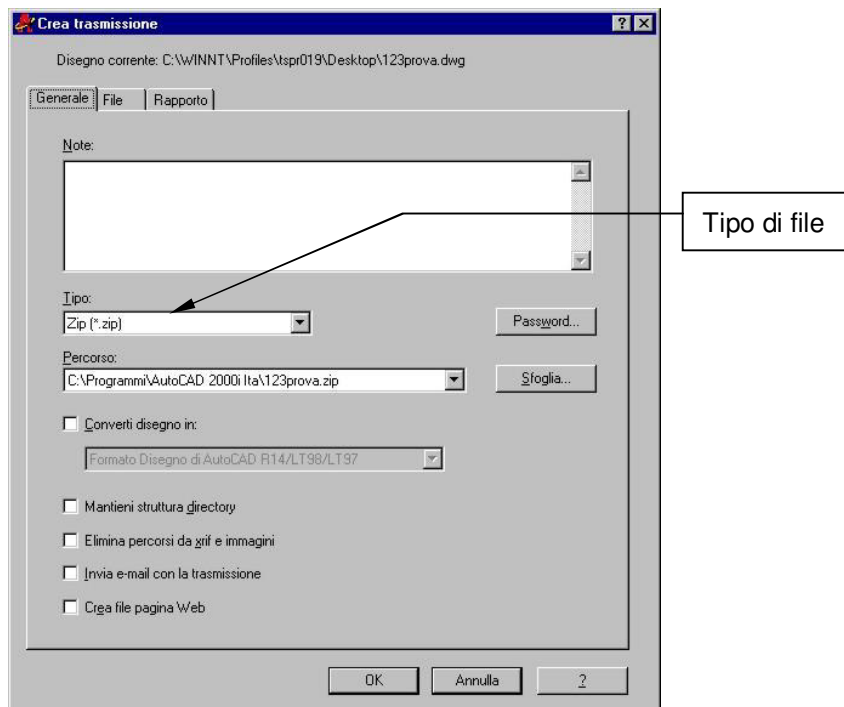 Crea trasmissione
Disegno corrente: C:\WINNT\Profiles\tspr019\Desktop\123prova.dwg
Generale File Rapporto
Note:
Tipo di file
Tipo:
Zip (*.zip)
Password...
Percorso:
C:\Programmi\AutoCAD 2000i Ita\123prova.zip
Sfoglia...
Converti disegno in:
Formato Disegno di AutoCAD R14/LT98/LT97
Mantieni struttura directory
Elimina percorsi da xrif e immagini
Invia e-mail con la trasmissione
Crea file pagina Web
OK Annulla ?